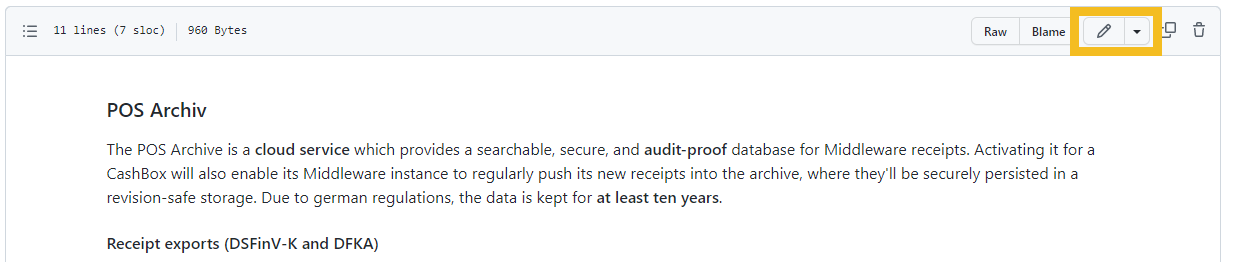 11 lines (7 sloc) 960 Bytes Raw Blame
POS Archiv
The POS Archive is a cloud service which provides a searchable, secure, and audit-proof database for Middleware receipts. Activating it for a
CashBox will also enable its Middleware instance to regularly push its new receipts into the archive, where they'll be securely persisted in a
revision-safe storage. Due to german regulations, the data is kept for at least ten years.
Receipt exports (DSFinV-K and DFKA)